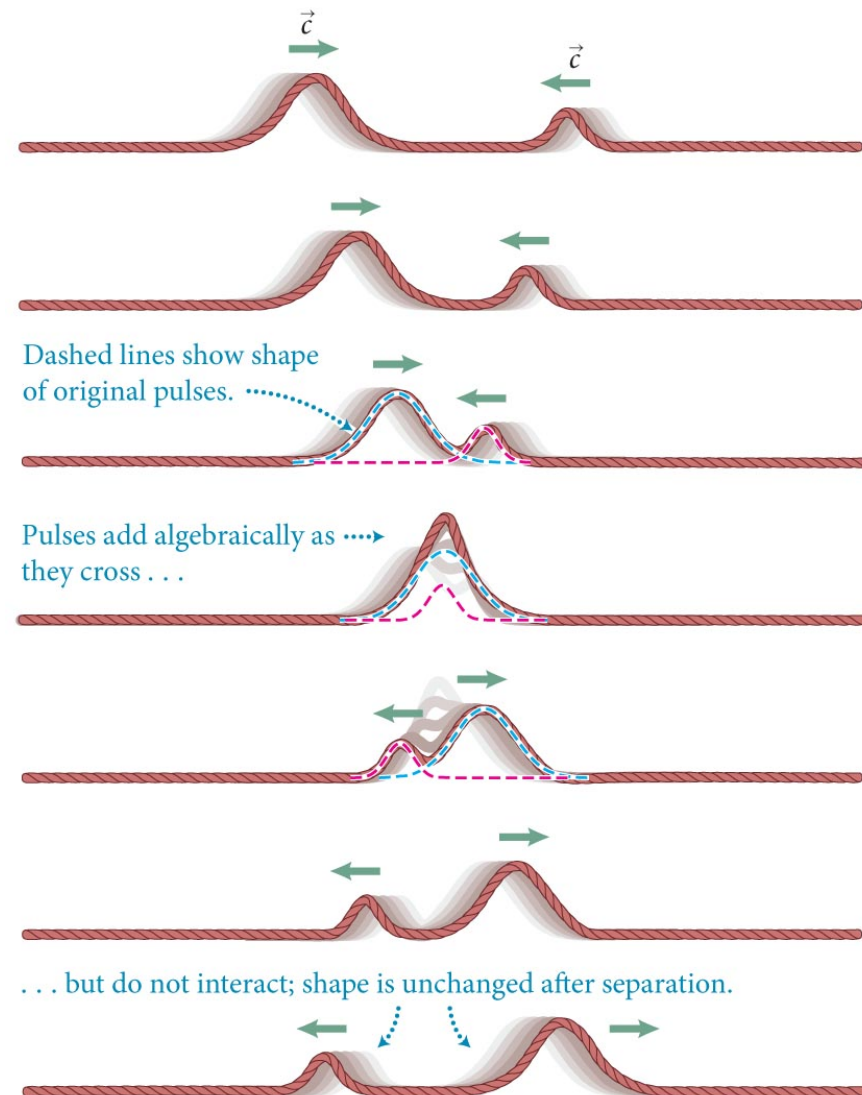 c⃗
c⃗
Dashed lines show shape
of original pulses.
Pulses add algebraically as
they cross . . .
. . . but do not interact; shape is unchanged after separation.